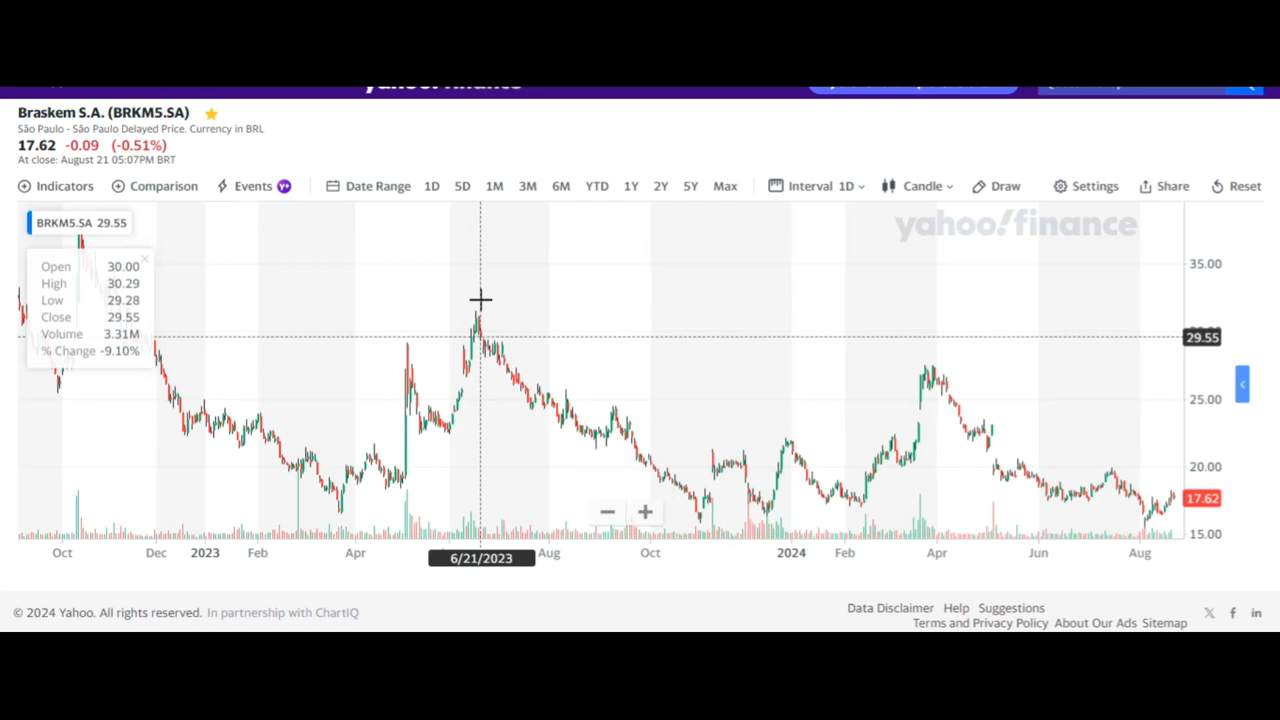 yahoo!finance
Braskem S.A. (BRKM5.SA)
São Paulo - São Paulo Delayed Price. Currency in BRL
17.62 -0.09 (-0.51%)
At close: August 21 05:07PM BRT
Indicators Comparison Events Y+ Date Range 1D 5D 1M 3M 6M YTD 1Y 2Y 5Y Max Interval 1D Candle Draw Settings Share Reset
BRKM5.SA 29.55
yahoo!finance
Open 30.00
High 30.29
Low 29.28
Close 29.55
Volume 3.31M
% Change -9.10%
35.00
29.55
25.00
20.00
17.62
15.00
Oct Dec 2023 Feb Apr 6/21/2023 Aug Oct 2024 Feb Apr Jun Aug
© 2024 Yahoo. All rights reserved. In partnership with ChartIQ
Data Disclaimer Help Suggestions
Terms and Privacy Policy About Our Ads Sitemap